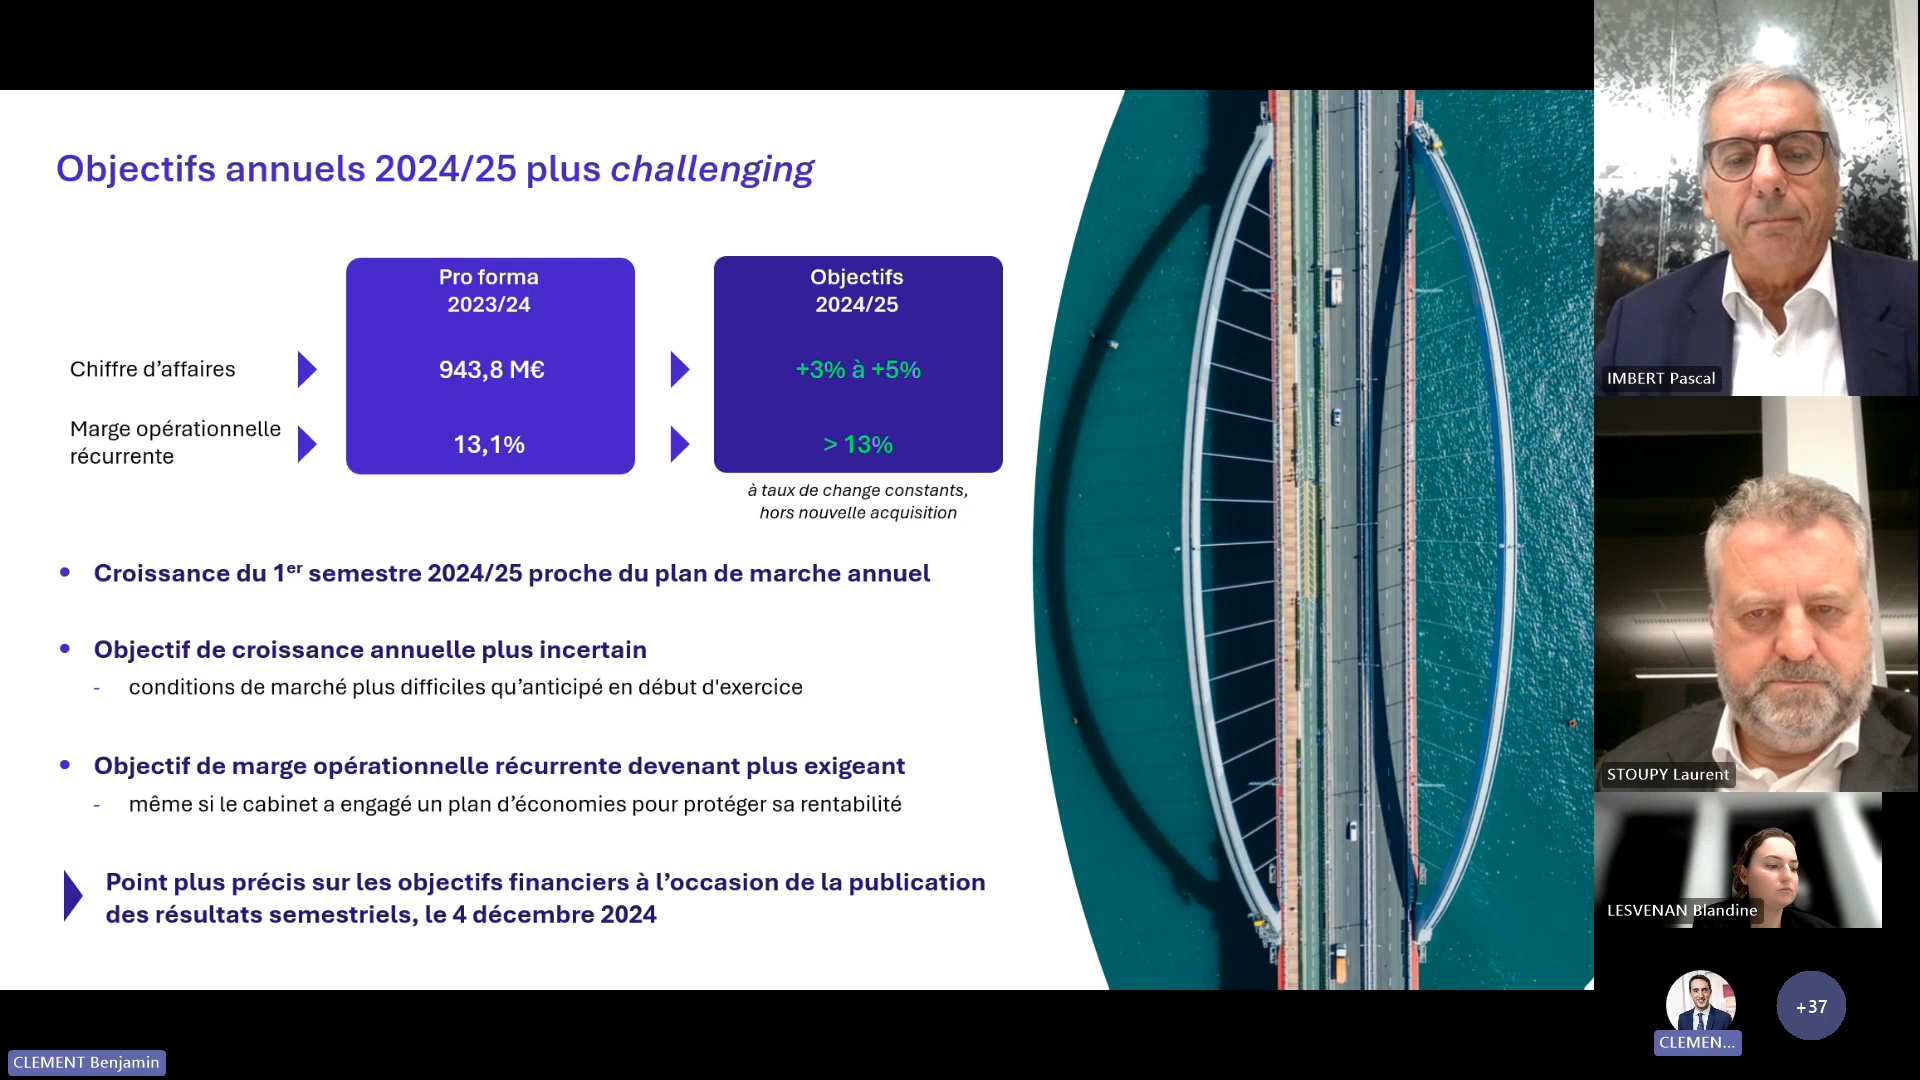 Objectifs annuels 2024/25 plus challenging
Pro forma
2023/24
Objectifs
2024/25
Chiffre d’affaires
943,8 M€
+3% à +5%
Marge opérationnelle
récurrente
13,1%
> 13%
à taux de change constants,
hors nouvelle acquisition
• Croissance du 1er semestre 2024/25 proche du plan de marche annuel
• Objectif de croissance annuelle plus incertain
- conditions de marché plus difficiles qu’anticipé en début d'exercice
• Objectif de marge opérationnelle récurrente devenant plus exigeant
- même si le cabinet a engagé un plan d’économies pour protéger sa rentabilité
Point plus précis sur les objectifs financiers à l’occasion de la publication
des résultats semestriels, le 4 décembre 2024
IMBERT Pascal
STOUPY Laurent
LESVENAN Blandine
CLEMEN...
+37
CLEMENT Benjamin